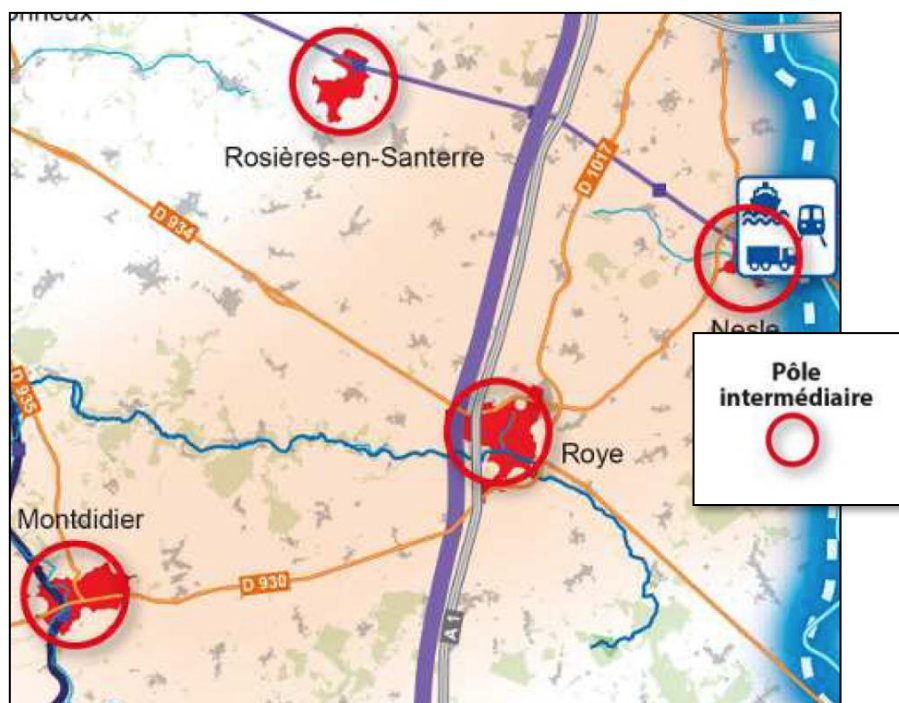 Rosières-en-Santerre
D 1017
D 934
Nesle
Pôle
intermédiaire
D 935
Roye
Montdidier
D 930
A 1